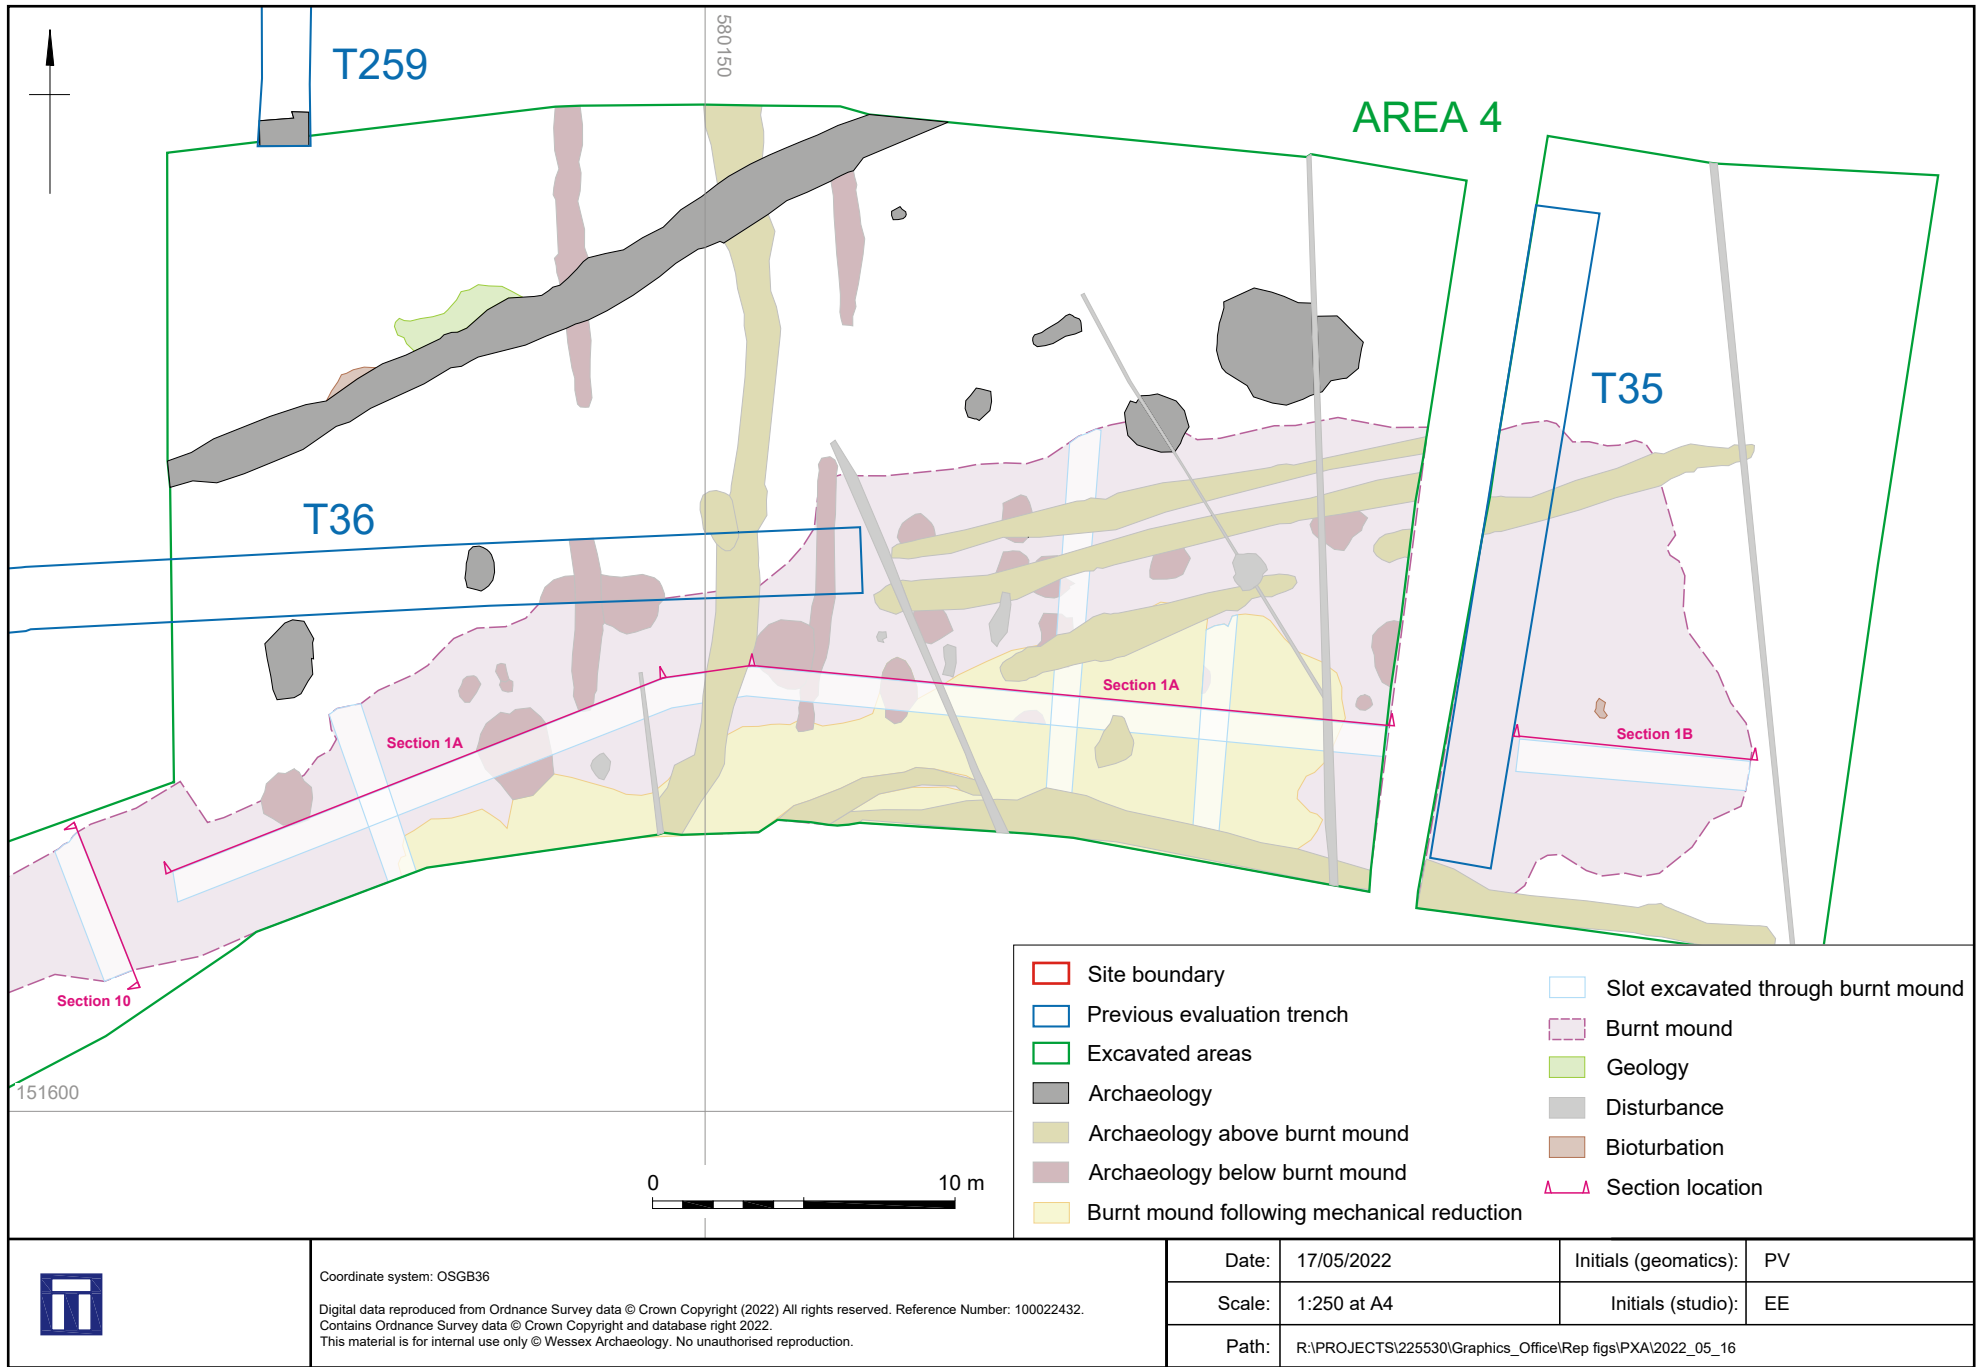 580150
T259
AREA 4
T35
T36
Section 1A
Section 1A
Section 1B
Section 10
151600
0 10 m
Site boundary
Previous evaluation trench
Excavated areas
Archaeology
Archaeology above burnt mound
Archaeology below burnt mound
Burnt mound following mechanical reduction
Slot excavated through burnt mound
Burnt mound
Geology
Disturbance
Bioturbation
Section location
Coordinate system: OSGB36
Digital data reproduced from Ordnance Survey data © Crown Copyright (2022) All rights reserved. Reference Number: 100022432.
Contains Ordnance Survey data © Crown Copyright and database right 2022.
This material is for internal use only © Wessex Archaeology. No unauthorised reproduction.
Date: 17/05/2022 Initials (geomatics): PV
Scale: 1:250 at A4 Initials (studio): EE
Path: R:\PROJECTS\225530\Graphics_Office\Rep figs\PXA\2022_05_16